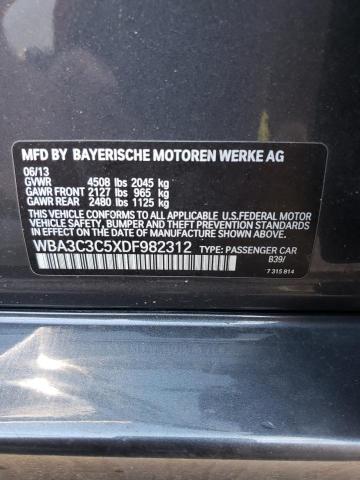 MFD BY BAYERISCHE MOTOREN WERKE AG
06/13
GVWR 4508 lbs 2045 kg
GAWR FRONT 2127 lbs 965 kg
GAWR REAR 2480 lbs 1125 kg
THIS VEHICLE CONFORMS TO ALL APPLICABLE U.S.FEDERAL MOTOR
VEHICLE SAFETY, BUMPER AND THEFT PREVENTION STANDARDS
IN EFFECT ON THE DATE OF MANUFACTURE SHOWN ABOVE.
WBA3C3C5XDF982312 TYPE: PASSENGER CAR
B39/
7 315 814